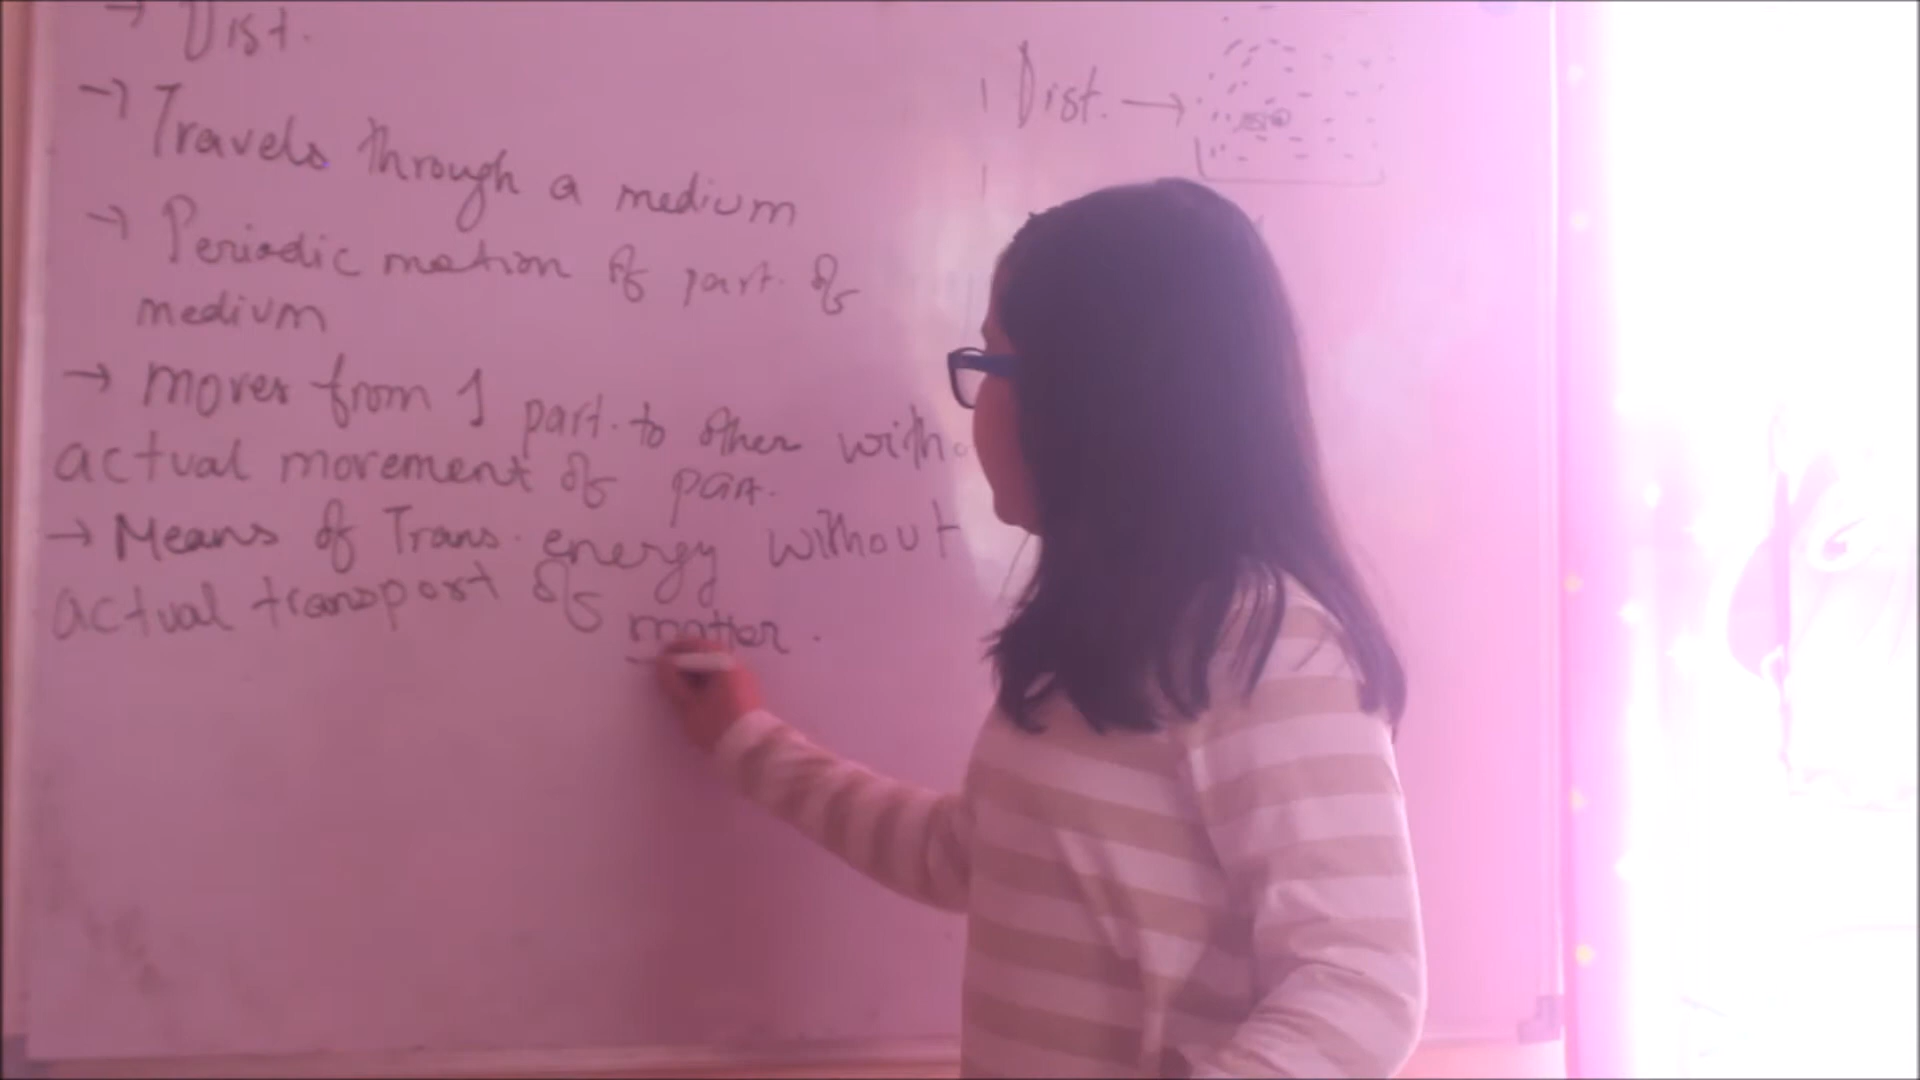 → Dist.
→ Travels through a medium
→ Periodic motion of part. of
medium
→ moves from 1 part. to other
actual movement of part.
→ Means of Trans. energy without
actual transport of matter.
Dist. →